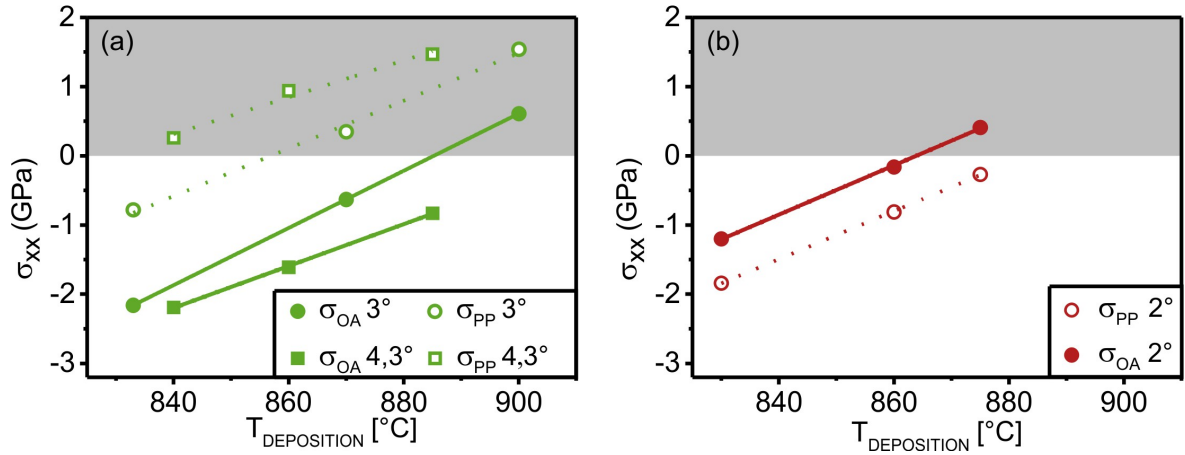 (a)
2
1
0
-1
-2
-3
σxx (GPa)
840 860 880 900
TDEPOSITION [°C]
σOA 3° σPP 3°
σOA 4,3° σPP 4,3°
(b)
2
1
0
-1
-2
-3
σxx (GPa)
840 860 880 900
TDEPOSITION [°C]
σPP 2°
σOA 2°